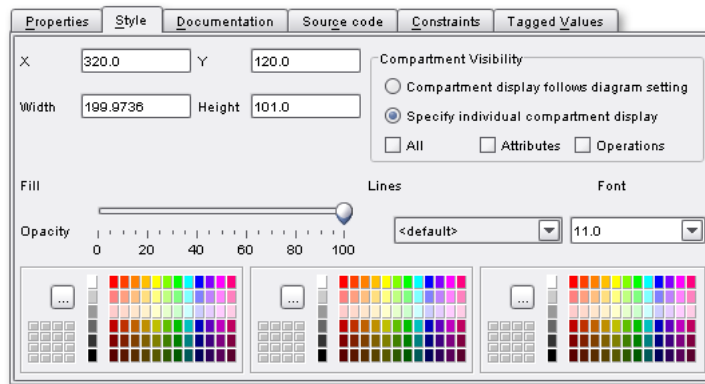 Properties Style Documentation Source code Constraints Tagged Values
X 320.0 Y 120.0
Compartment Visibility
Compartment display follows diagram setting
Width 199.9736 Height 101.0
Specify individual compartment display
All Attributes Operations
Fill Lines Font
Opacity
<default> 11.0
0 20 40 60 80 100
... ... ...